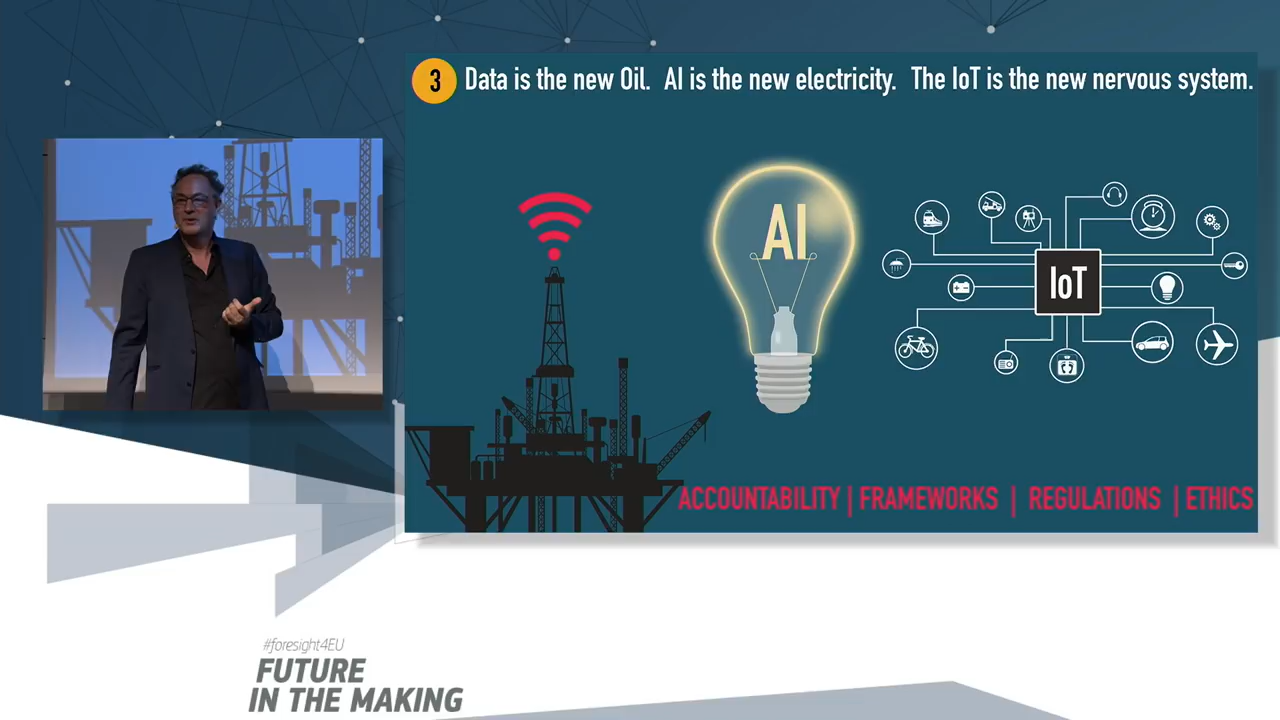 3 Data is the new Oil. AI is the new electricity. The IoT is the new nervous system.
AI
IoT
ACCOUNTABILITY | FRAMEWORKS | REGULATIONS | ETHICS
#foresight4EU
FUTURE
IN THE MAKING